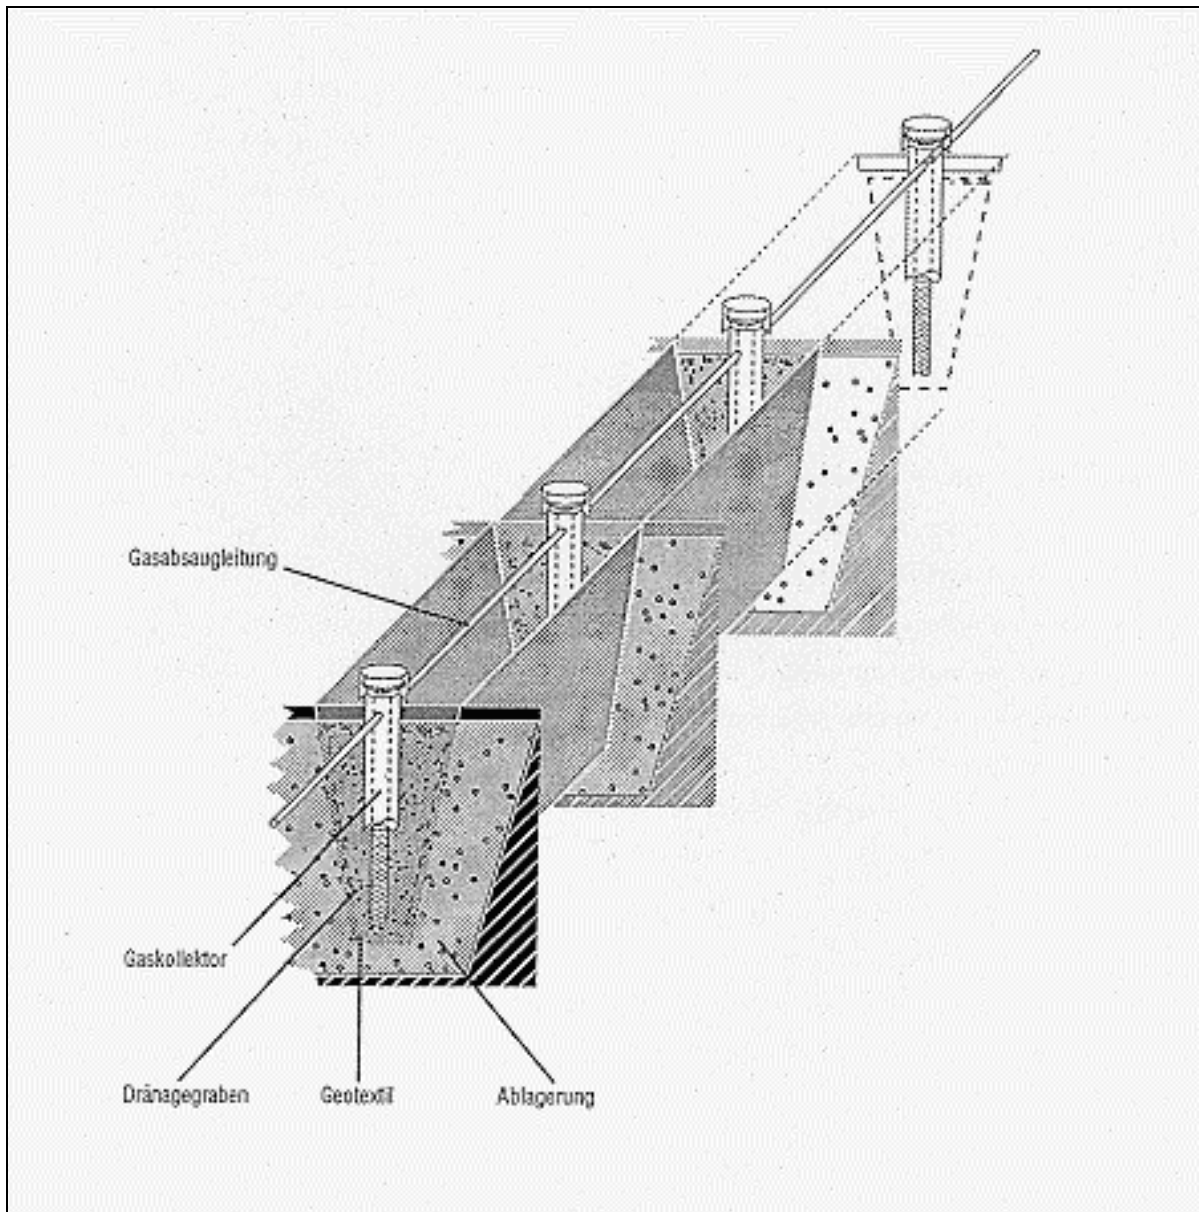 Gasabsaugleitung
Gaskollektor
Dränagegraben
Geotextil
Ablagerung